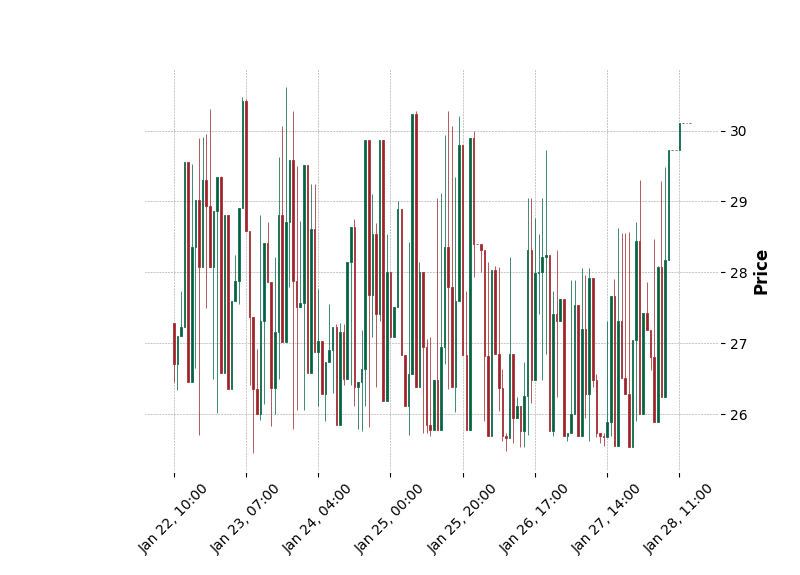 30
29
28
27
26
Price
Jan 22, 10:00
Jan 23, 07:00
Jan 24, 04:00
Jan 25, 00:00
Jan 25, 20:00
Jan 26, 17:00
Jan 27, 14:00
Jan 28, 11:00